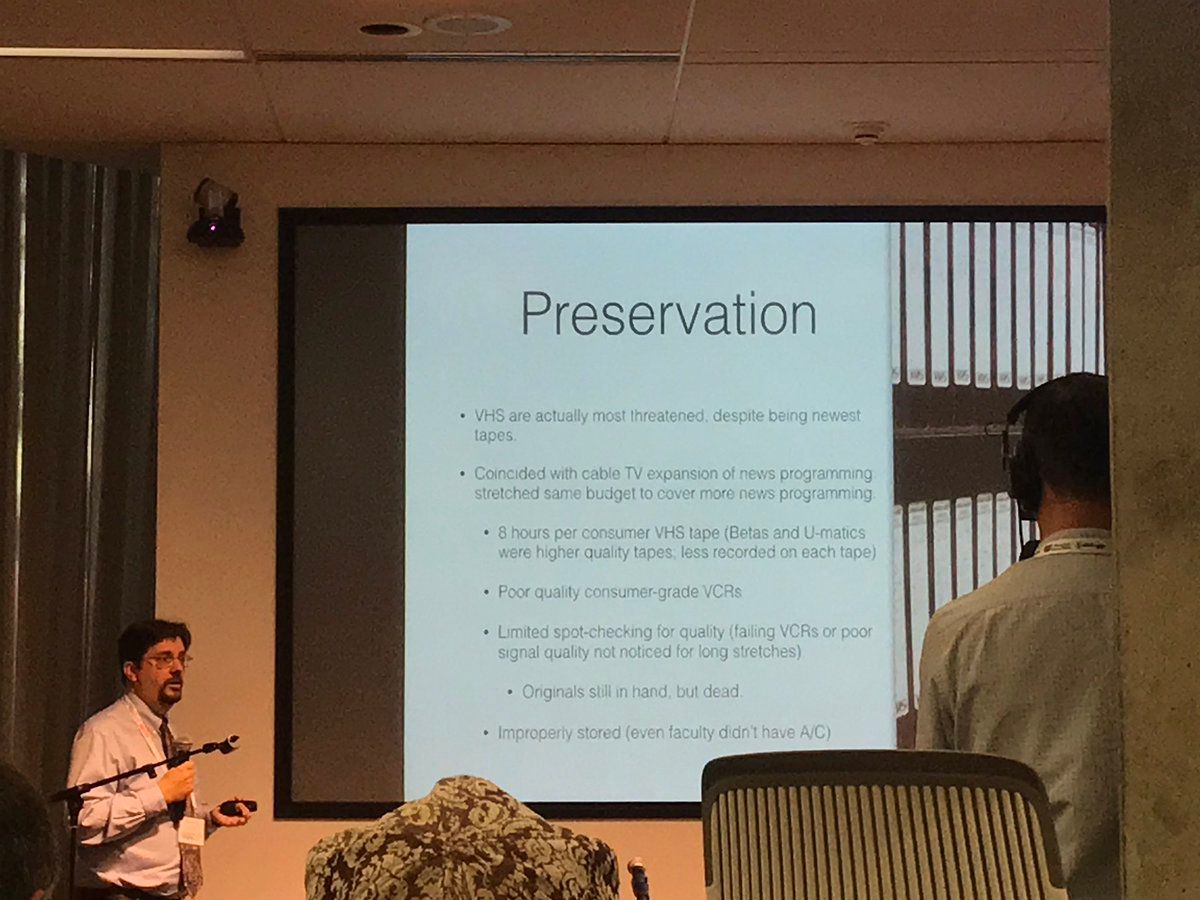 Preservation
• VHS are actually most threatened, despite being newest
tapes.
• Coincided with cable TV expansion of news programming:
stretched same budget to cover more news programming.
• 8 hours per consumer VHS tape (Betas and U-matics
were higher quality tapes; less recorded on each tape)
• Poor quality consumer-grade VCRs
• Limited spot-checking for quality (failing VCRs or poor
signal quality not noticed for long stretches)
• Originals still in hand, but dead.
• Improperly stored (even faculty didn't have A/C)